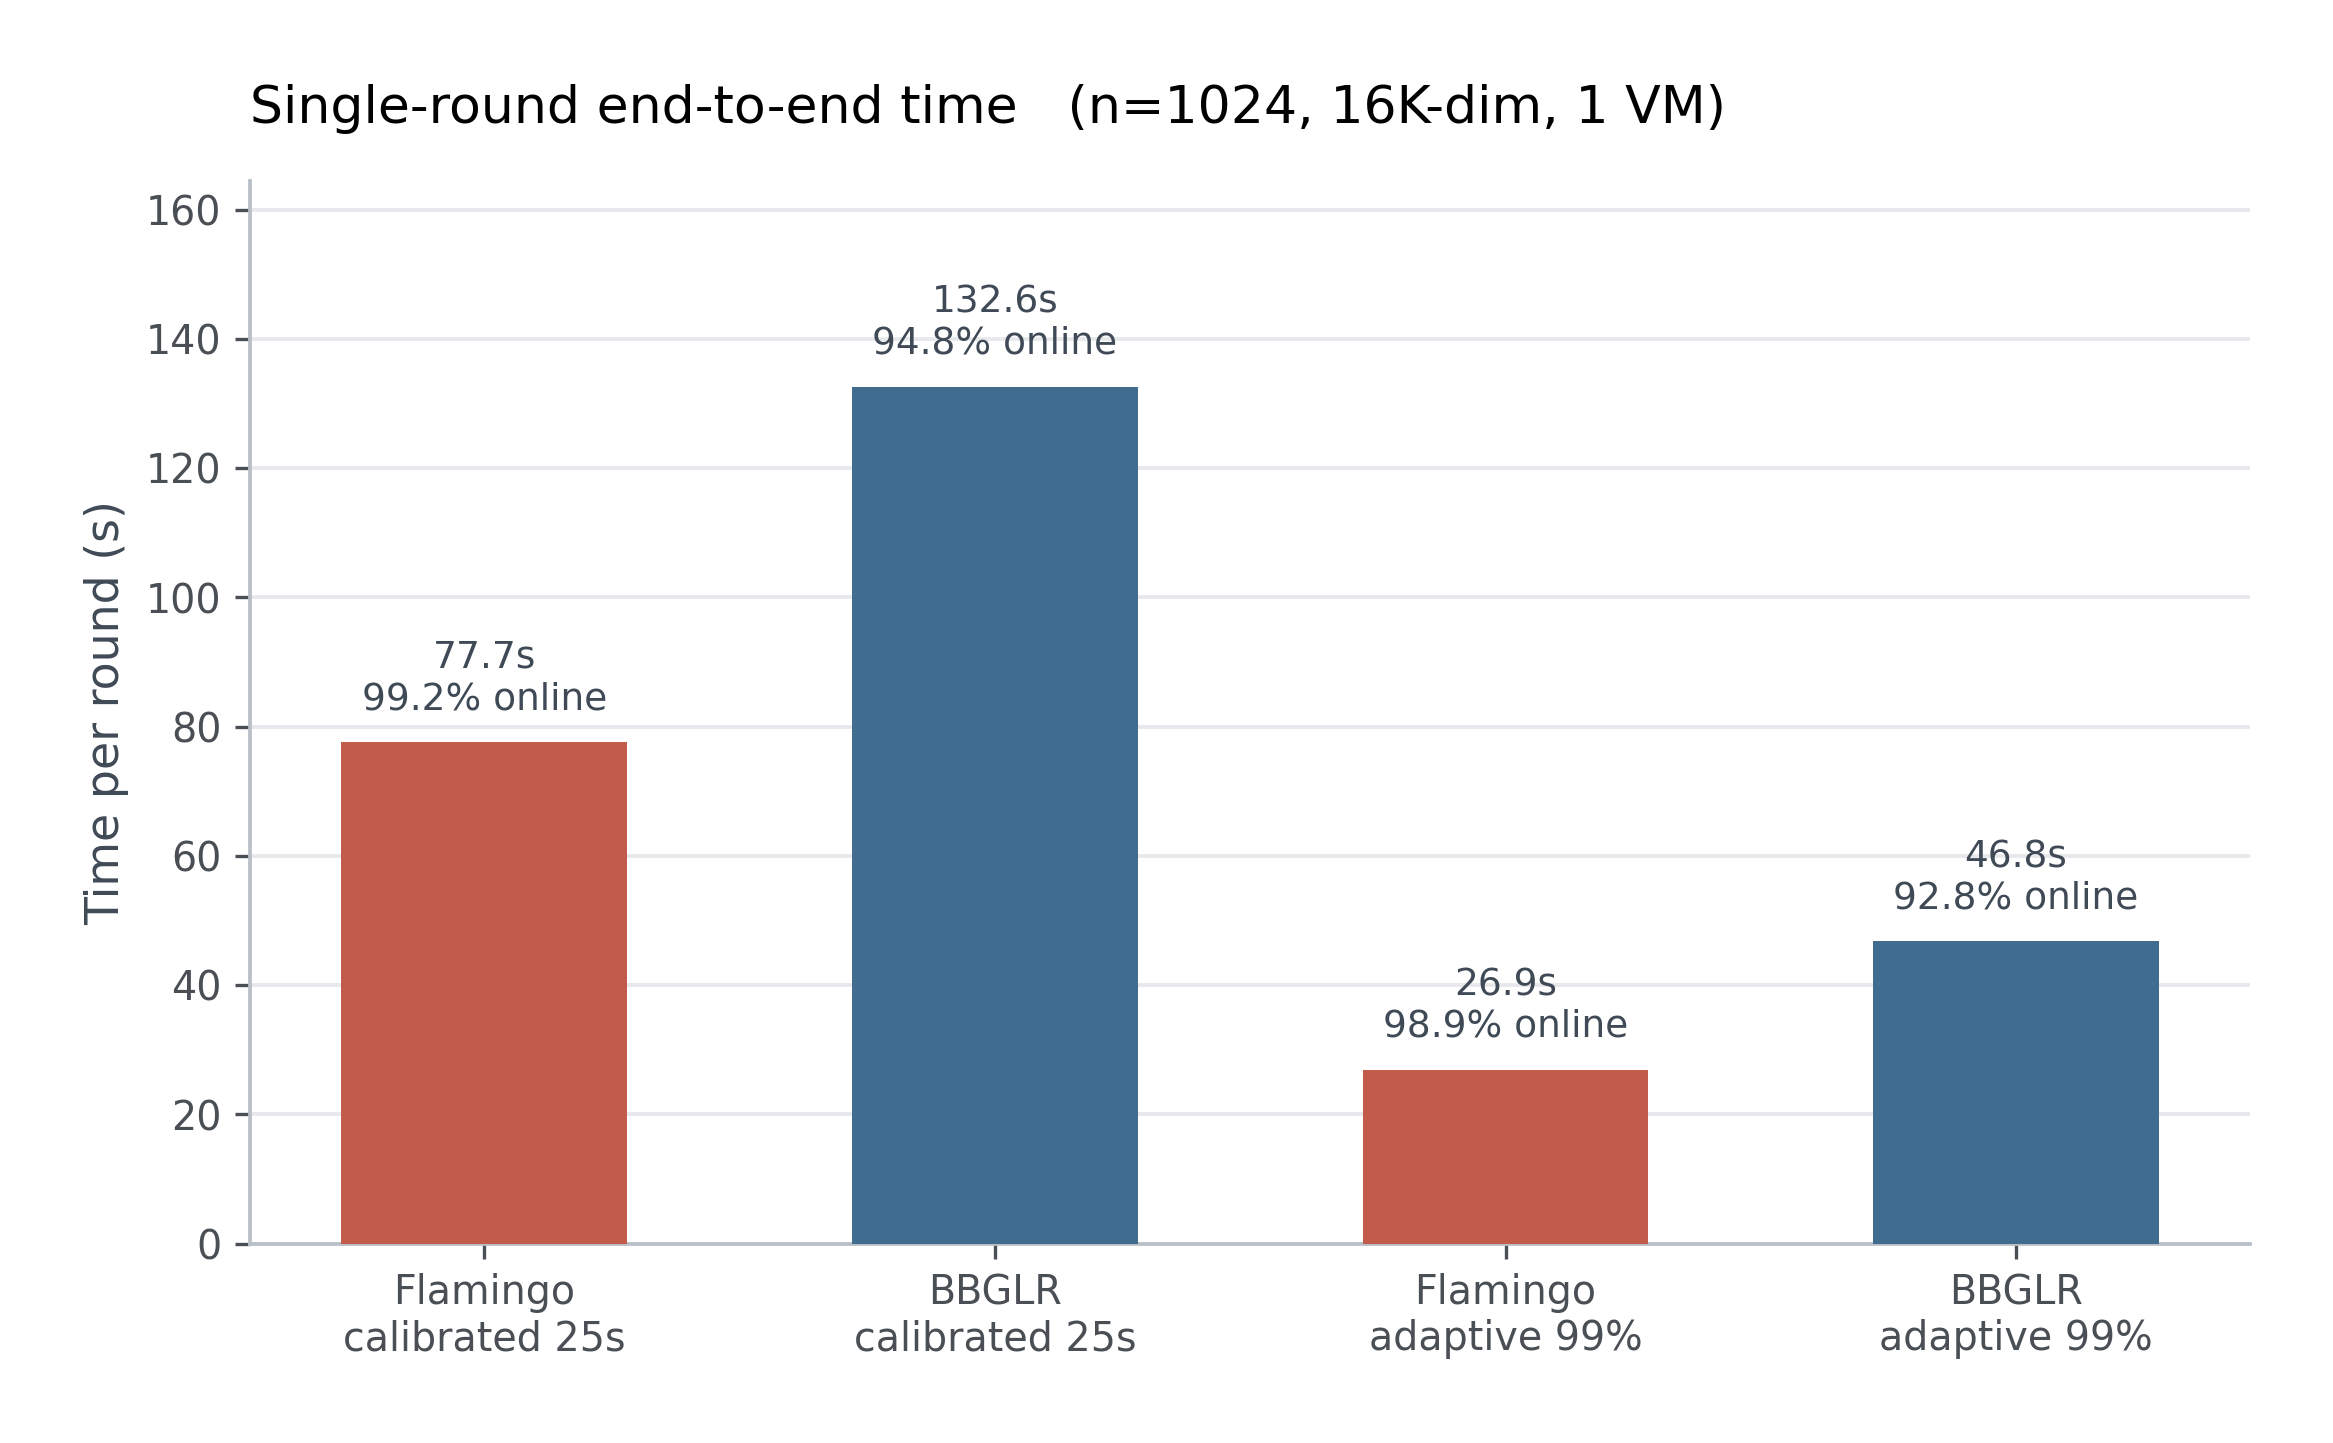 Single-round end-to-end time (n=1024, 16K-dim, 1 VM)
Time per round (s)
160
140
120
100
80
60
40
20
0
77.7s
99.2% online
132.6s
94.8% online
26.9s
98.9% online
46.8s
92.8% online
Flamingo
calibrated 25s
BBGLR
calibrated 25s
Flamingo
adaptive 99%
BBGLR
adaptive 99%